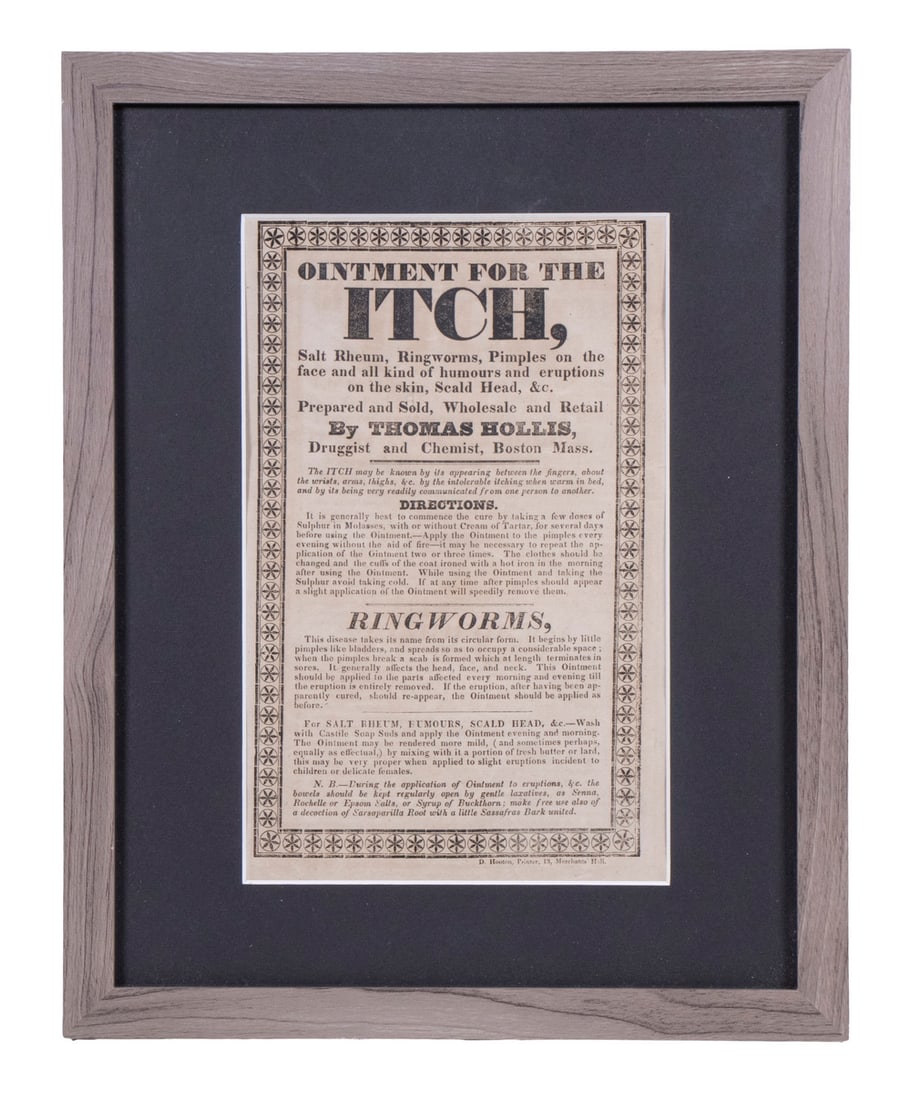 OINTMENT FOR THE
ITCH,
Salt Rheum, Ringworms, Pimples on the
face and all kind of humours and eruptions
on the skin, Scald Head, &c.
Prepared and Sold, Wholesale and Retail
By THOMAS HOLLIS,
Druggist and Chemist, Boston Mass.
The ITCH may be known by its appearing between the fingers, about
the wrists, arms, thighs, &c. by the intolerable itching when warm in bed,
and by its being very readily communicated from one person to another.
DIRECTIONS.
It is generally best to commence the cure by taking a few doses of
Sulphur in Molasses, with or without Cream of Tartar, for several days
before using the Ointment.—Apply the Ointment to the pimples every
evening without the aid of fire—it may be necessary to repeat the ap-
plication of the Ointment two or three times. The clothes should be
changed and the cuffs of the coat ironed with a hot iron in the morning
after using the Ointment. While using the Ointment and taking the
Sulphur avoid taking cold. If at any time after pimples should appear
a slight application of the Ointment will speedily remove them.
RINGWORMS,
This disease takes its name from its circular form. It begins by little
pimples like bladders, and spreads so as to occupy a considerable space;
when the pimples break a scab is formed which at length terminates in
sores. It generally affects the head, face, and neck. This Ointment
should be applied to the parts affected every morning and evening till
the eruption is entirely removed. If the eruption, after having been ap-
parently cured, should re-appear, the Ointment should be applied as
before.
For SALT RHEUM, HUMOURS, SCALD HEAD, &c.—Wash
with Castile Soap Suds and apply the Ointment evening and morning.
The Ointment may be rendered more mild, (and sometimes perhaps,
equally as effectual,) by mixing with it a portion of fresh butter or lard,
this may be very proper when applied to slight eruptions incident to
children or delicate females.
N. B.—During the application of Ointment to eruptions, &c. the
bowels should be kept regularly open by gentle laxatives, as Senna,
Rochelle or Epsom Salts, or Syrup of Buckthorn; make free use also of
a decoction of Sarsaparilla Root with a little Sassafras Bark united.
D. Hooton, Printer, 13, Merchants' Hall.